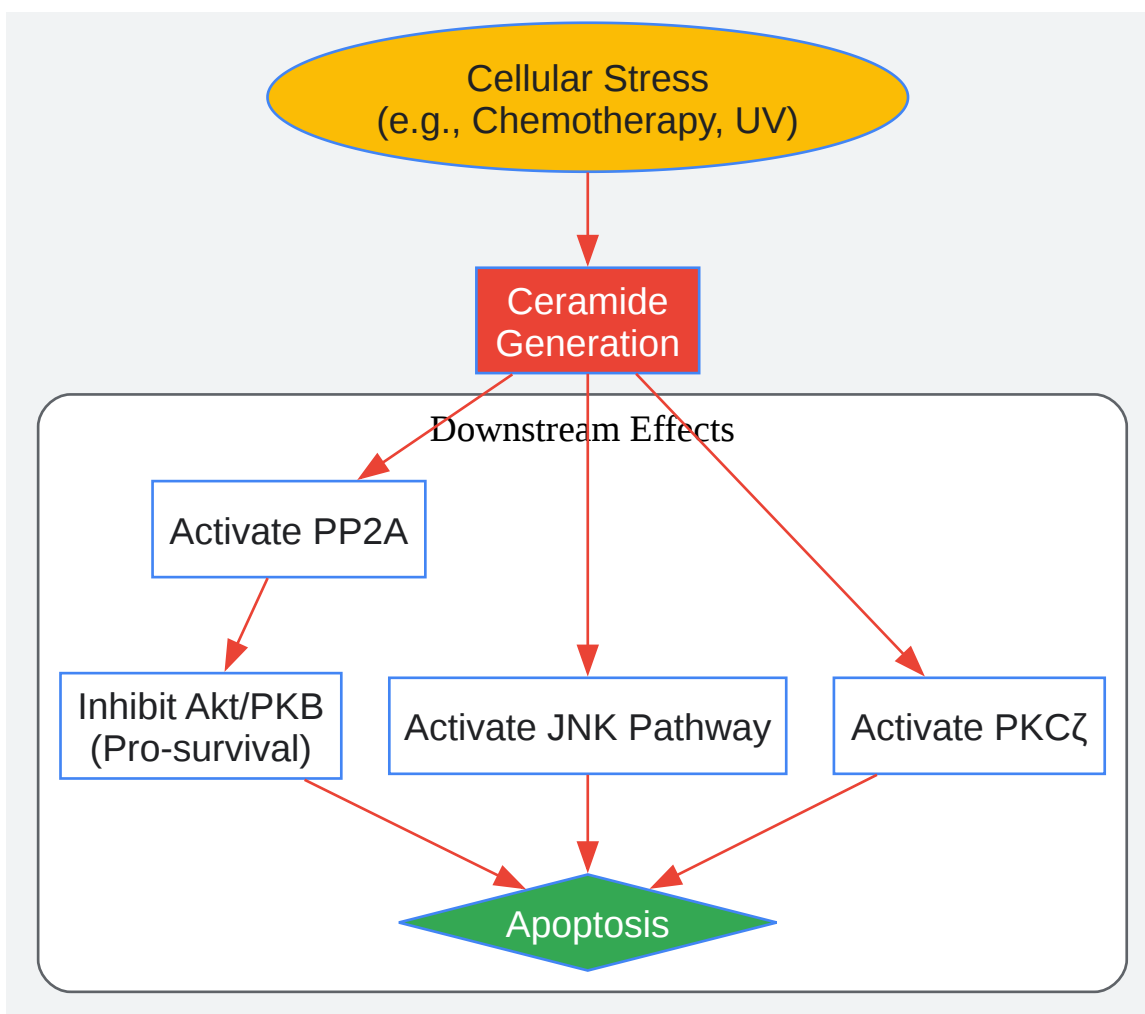 Cellular Stress
(e.g., Chemotherapy, UV)
Ceramide
Generation
Downstream Effects
Activate PP2A
Inhibit Akt/PKB
(Pro-survival)
Activate JNK Pathway
Activate PKCζ
Apoptosis